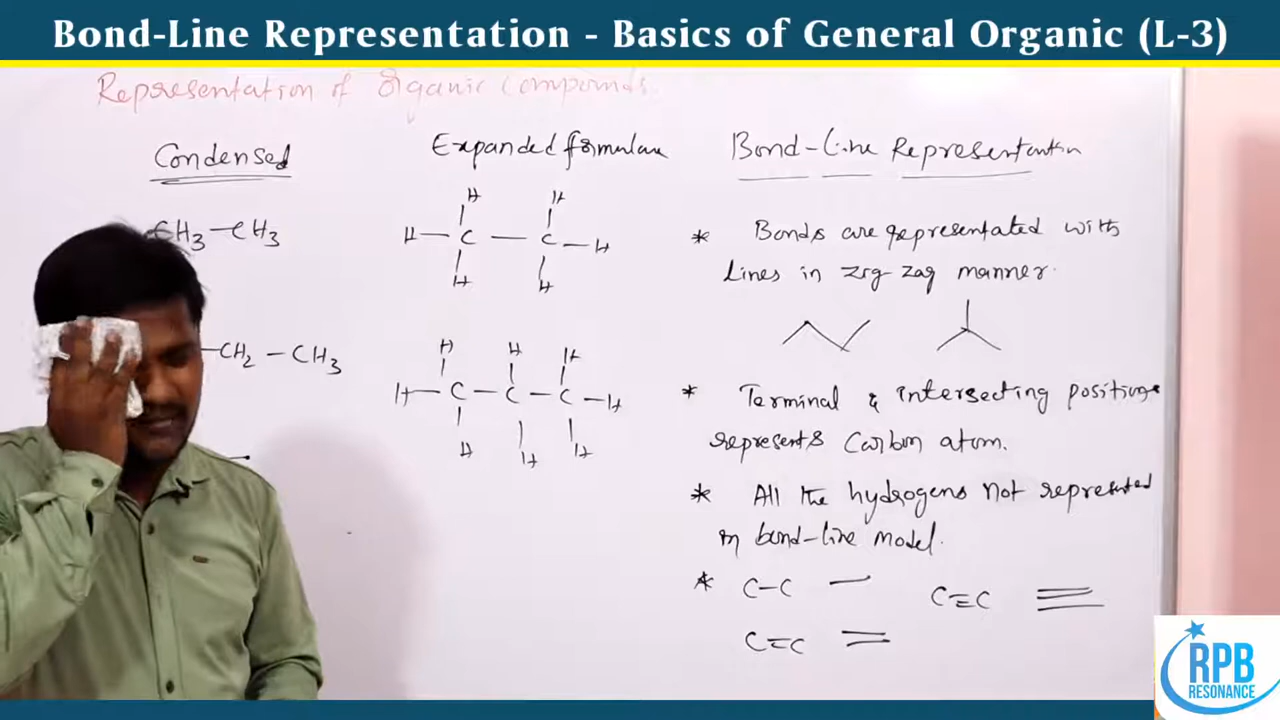 Bond-Line Representation - Basics of General Organic (L-3)
Representation of Organic Compounds.
Condensed
CH3-CH3
-CH2-CH3
Expanded formulae
H H
H-C-C-H
H H
H H H
H-C-C-C-H
H H H
Bond-Line Representation
* Bonds are representated with
Lines in zig zag manner.
* Terminal & intersecting positions
represents Carbon atom.
* All the hydrogens not represented
in bond-line model.
* C-C — C≡C ≡
C=C =
RPB
RESONANCE